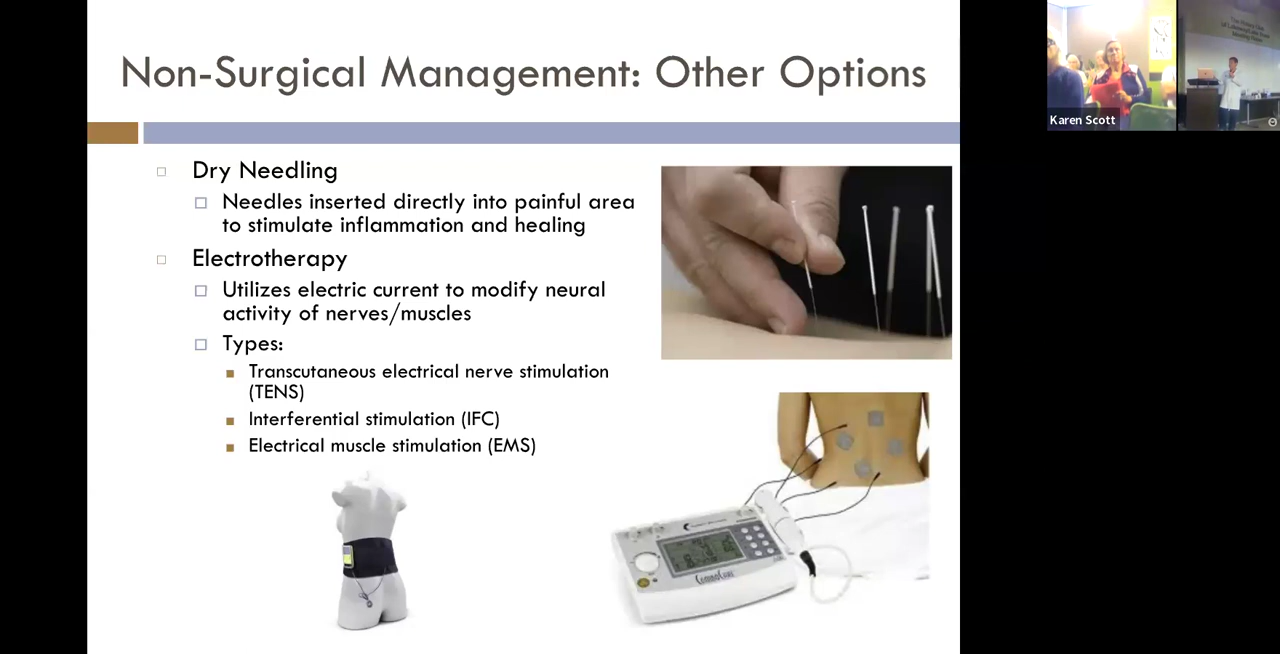 Non-Surgical Management: Other Options
Dry Needling
Needles inserted directly into painful area
to stimulate inflammation and healing
Electrotherapy
Utilizes electric current to modify neural
activity of nerves/muscles
Types:
Transcutaneous electrical nerve stimulation
(TENS)
Interferential stimulation (IFC)
Electrical muscle stimulation (EMS)
Karen Scott